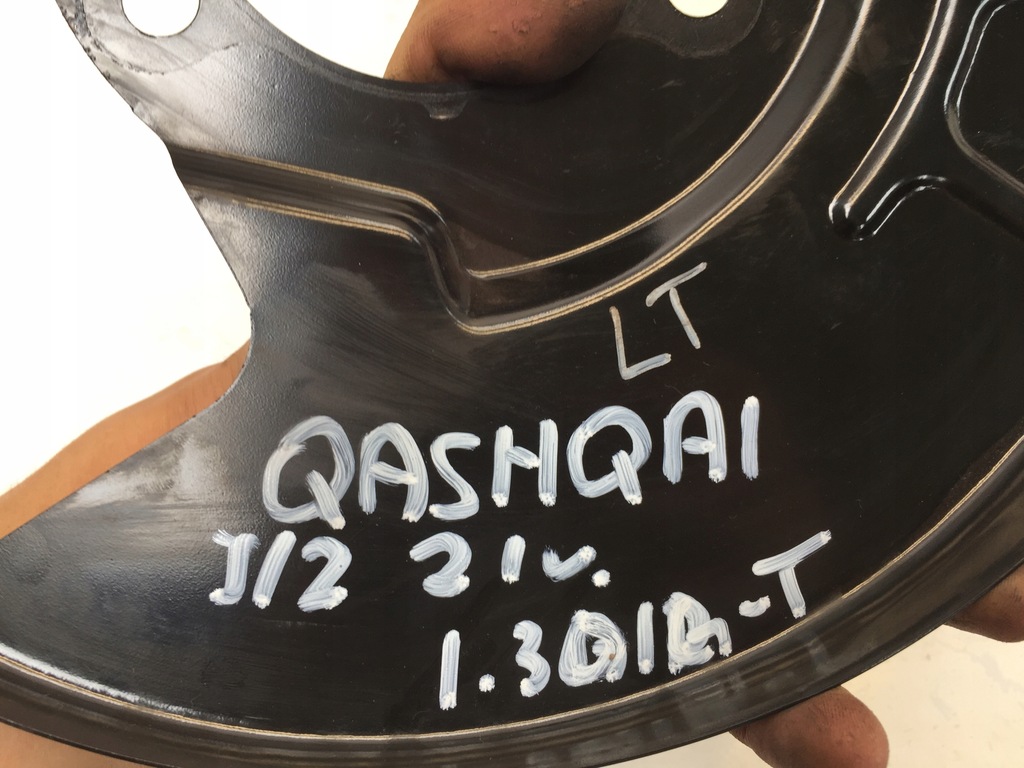 LT
QASHQAI
J12 21r.
1.3DIG-T